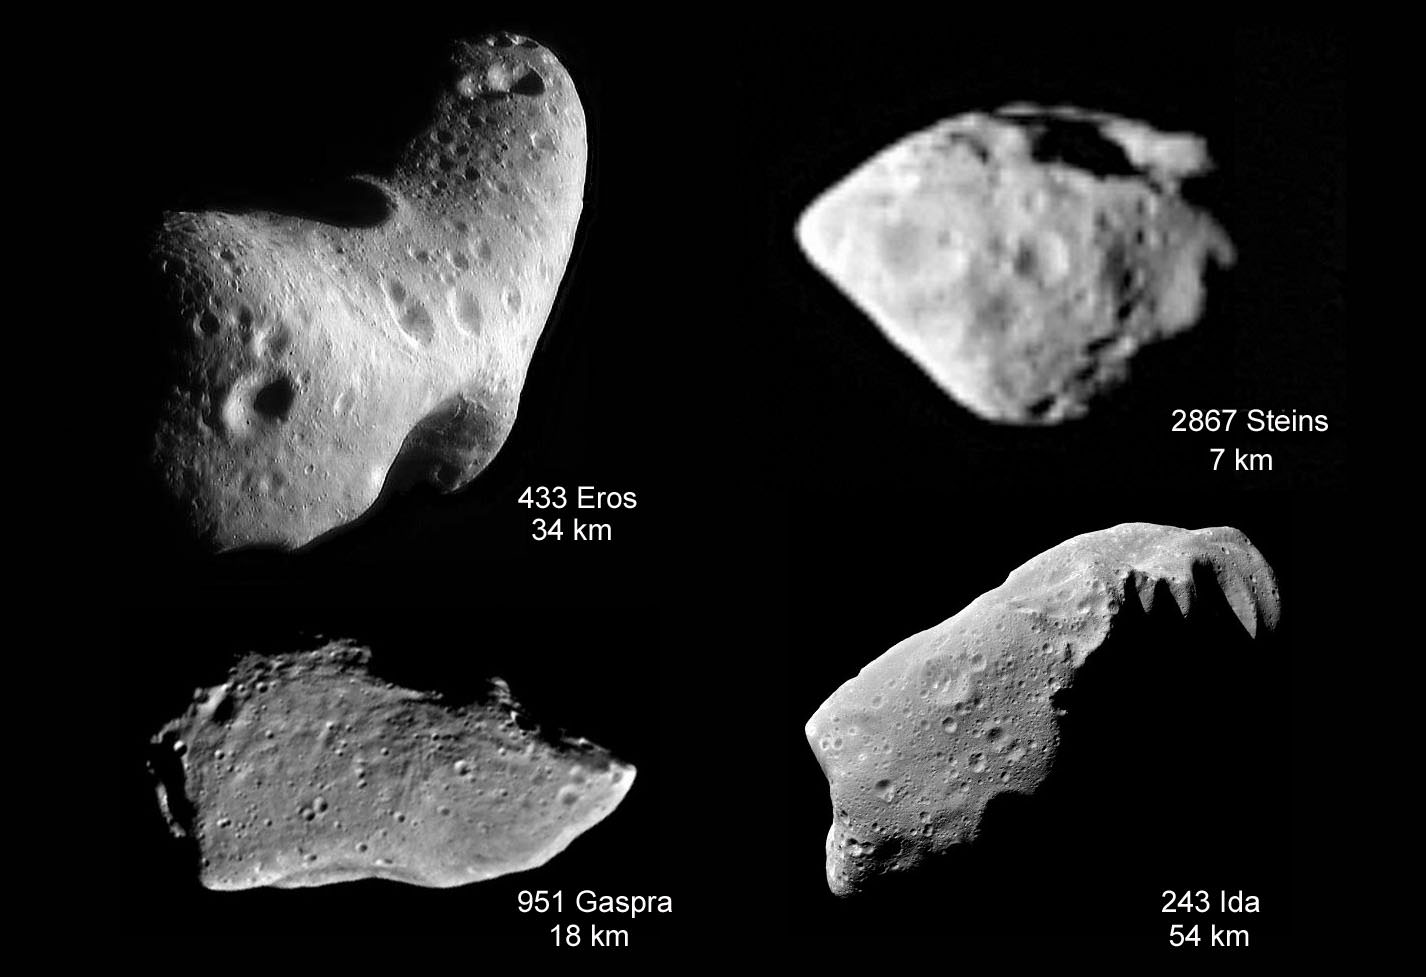 433 Eros
34 km
2867 Steins
7 km
951 Gaspra
18 km
243 Ida
54 km